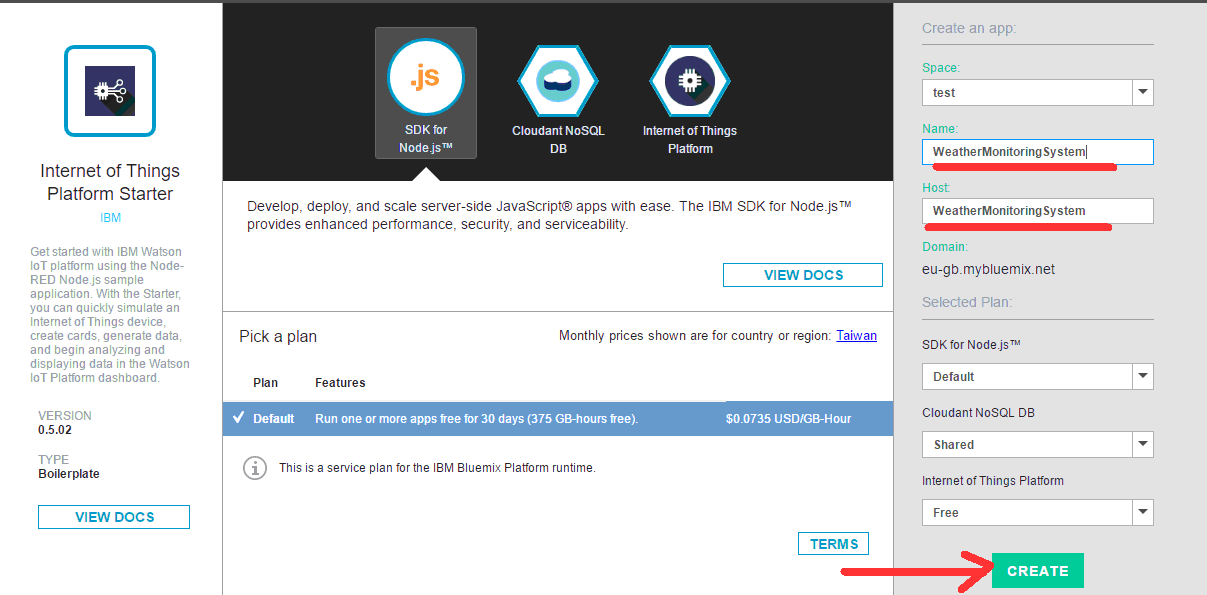 Internet of Things
Platform Starter
IBM
Get started with IBM Watson
IoT platform using the Node-
RED Node.js sample
application. With the Starter,
you can quickly simulate an
Internet of Things device,
create cards, generate data,
and begin analyzing and
displaying data in the Watson
IoT Platform dashboard.
VERSION
0.5.02
TYPE
Boilerplate
VIEW DOCS
.js
SDK for
Node.js™
Cloudant NoSQL
DB
Internet of Things
Platform
Develop, deploy, and scale server-side JavaScript® apps with ease. The IBM SDK for Node.js™
provides enhanced performance, security, and serviceability.
VIEW DOCS
Pick a plan
Monthly prices shown are for country or region: Taiwan
Plan Features
Default Run one or more apps free for 30 days (375 GB-hours free). $0.0735 USD/GB-Hour
This is a service plan for the IBM Bluemix Platform runtime.
TERMS
Create an app:
Space:
test
Name:
WeatherMonitoringSystem
Host:
WeatherMonitoringSystem
Domain:
eu-gb.mybluemix.net
Selected Plan:
SDK for Node.js™
Default
Cloudant NoSQL DB
Shared
Internet of Things Platform
Free
CREATE